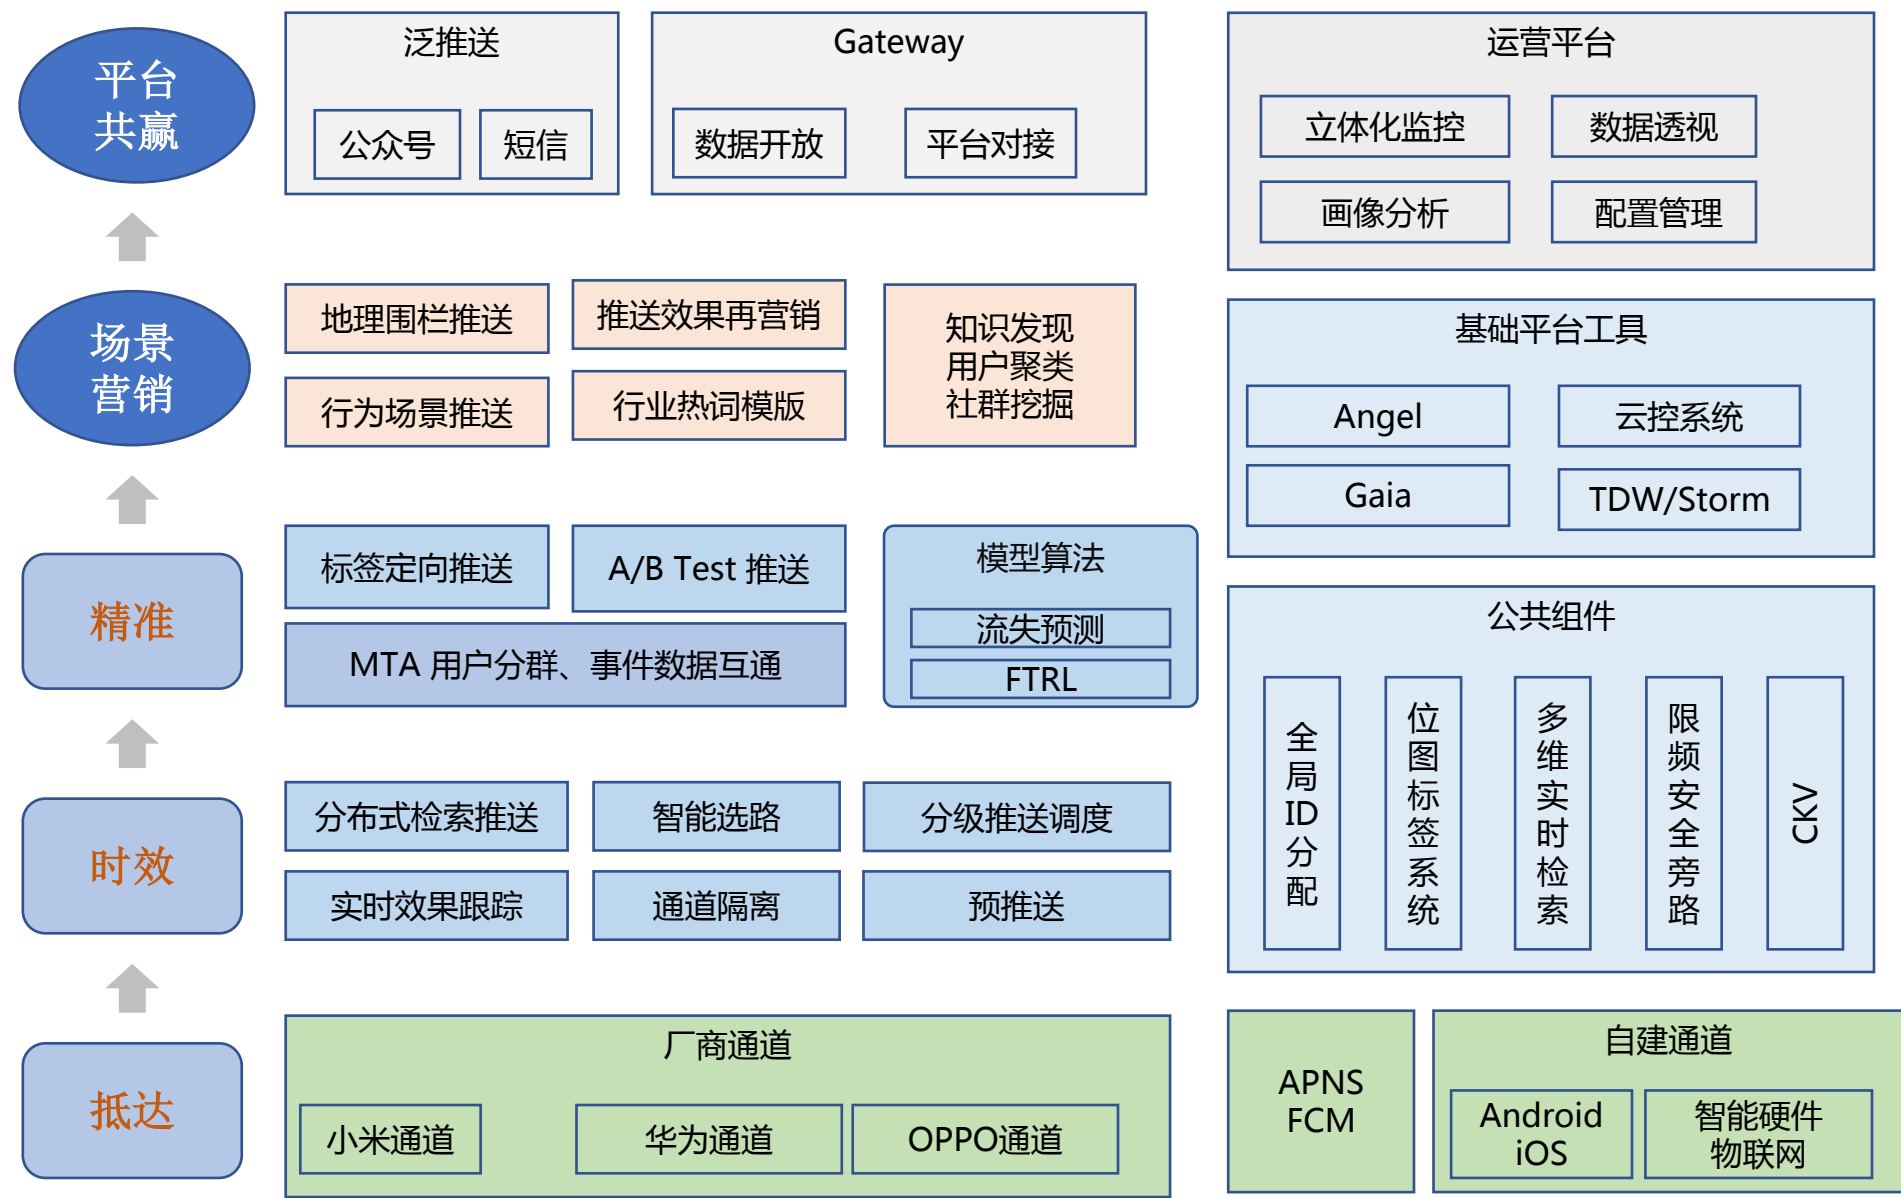 平台
共赢
泛推送
公众号
短信
Gateway
数据开放
平台对接
运营平台
立体化监控
数据透视
画像分析
配置管理
场景
营销
地理围栏推送
推送效果再营销
行为场景推送
行业热词模版
知识发现
用户聚类
社群挖掘
基础平台工具
Angel
云控系统
Gaia
TDW/Storm
精准
标签定向推送
A/B Test 推送
MTA 用户分群、事件数据互通
模型算法
流失预测
FTRL
公共组件
全局ID分配
位图标签系统
多维实时检索
限频安全旁路
CKV
时效
分布式检索推送
智能选路
分级推送调度
实时效果跟踪
通道隔离
预推送
抵达
厂商通道
小米通道
华为通道
OPPO通道
APNS
FCM
自建通道
Android
iOS
智能硬件
物联网